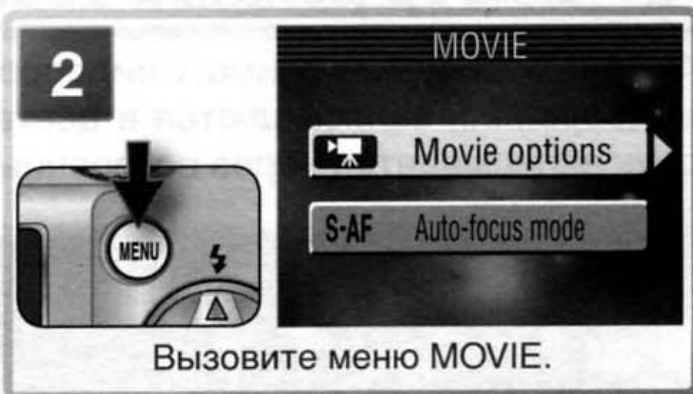 2
MOVIE
Movie options
S-AF Auto-focus mode
MENU
Вызовите меню MOVIE.